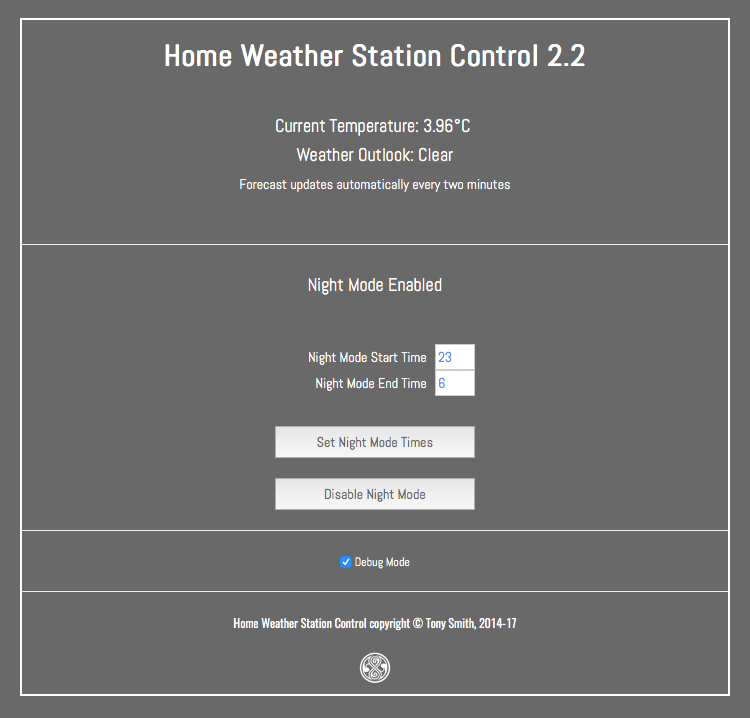 Home Weather Station Control 2.2
Current Temperature: 3.96°C
Weather Outlook: Clear
Forecast updates automatically every two minutes
Night Mode Enabled
Night Mode Start Time 23
Night Mode End Time 6
Set Night Mode Times
Disable Night Mode
Debug Mode
Home Weather Station Control copyright © Tony Smith, 2014-17